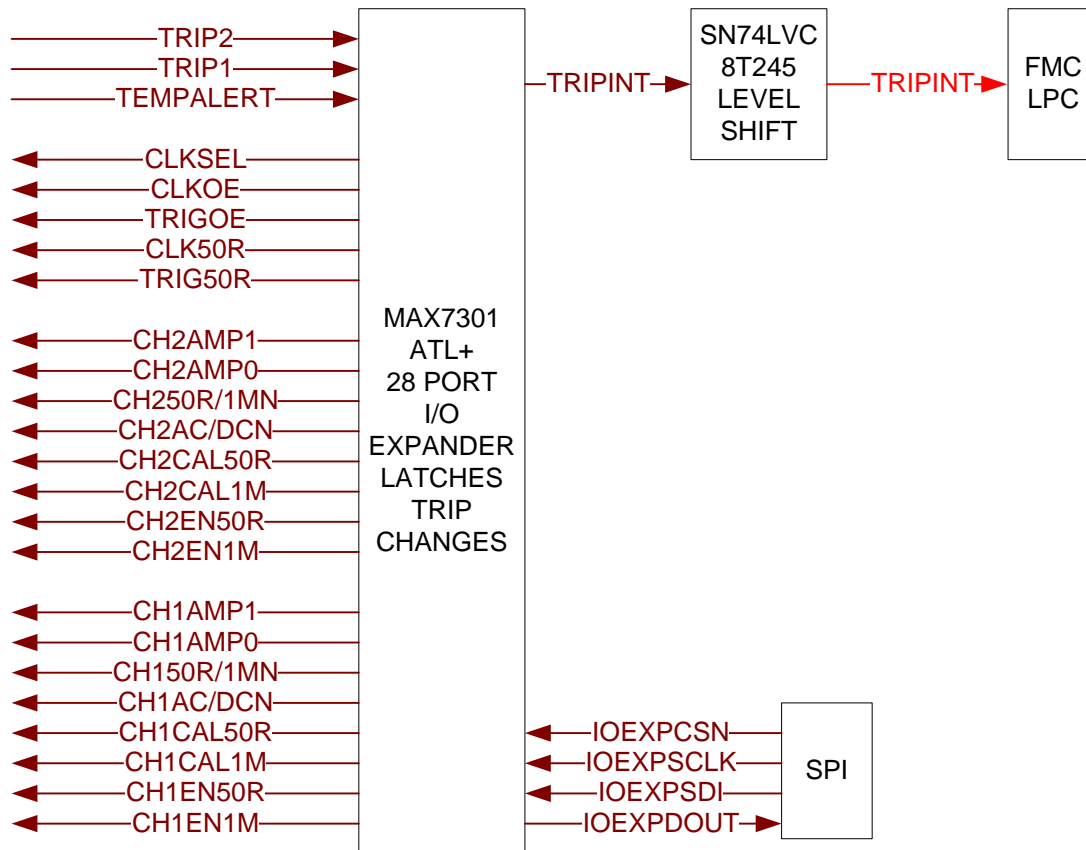 TRIP2
TRIP1
TEMPALERT
CLKSEL
CLKOE
TRIGOE
CLK50R
TRIG50R
CH2AMP1
CH2AMP0
CH250R/1MN
CH2AC/DCN
CH2CAL50R
CH2CAL1M
CH2EN50R
CH2EN1M
CH1AMP1
CH1AMP0
CH150R/1MN
CH1AC/DCN
CH1CAL50R
CH1CAL1M
CH1EN50R
CH1EN1M
MAX7301
ATL+
28 PORT
I/O
EXPANDER
LATCHES
TRIP
CHANGES
TRIPINT
SN74LVC
8T245
LEVEL
SHIFT
TRIPINT
FMC
LPC
IOEXPCSN
IOEXPSCLK
IOEXPSDI
IOEXPDOUT
SPI